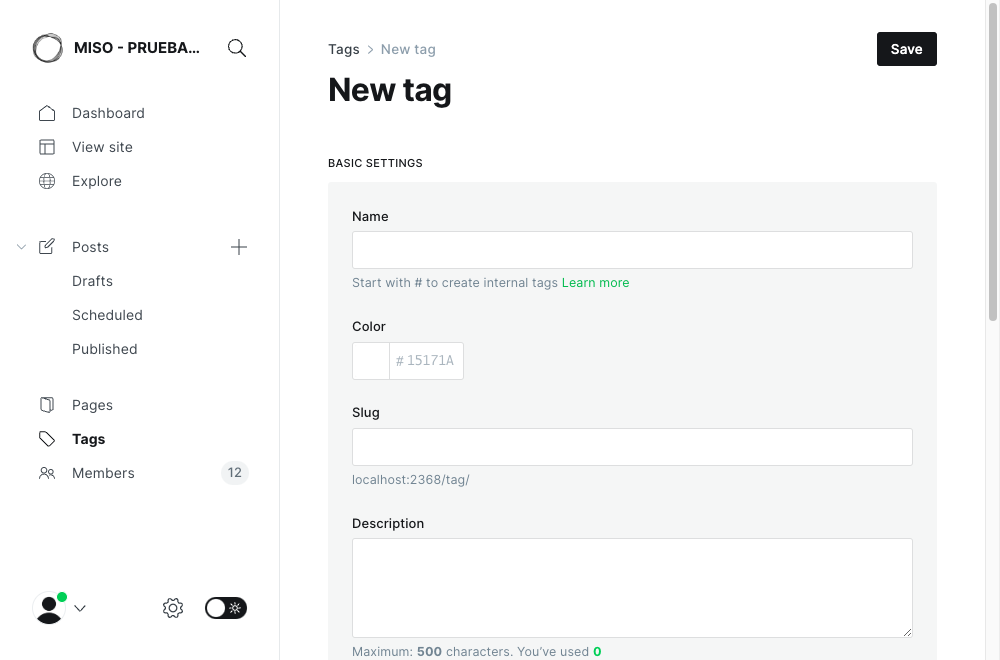 MISO - PRUEBA...
Dashboard
View site
Explore
Posts
Drafts
Scheduled
Published
Pages
Tags
Members 12
Tags > New tag
Save
New tag
BASIC SETTINGS
Name
Start with # to create internal tags Learn more
Color
# 15171A
Slug
localhost:2368/tag/
Description
Maximum: 500 characters. You've used 0